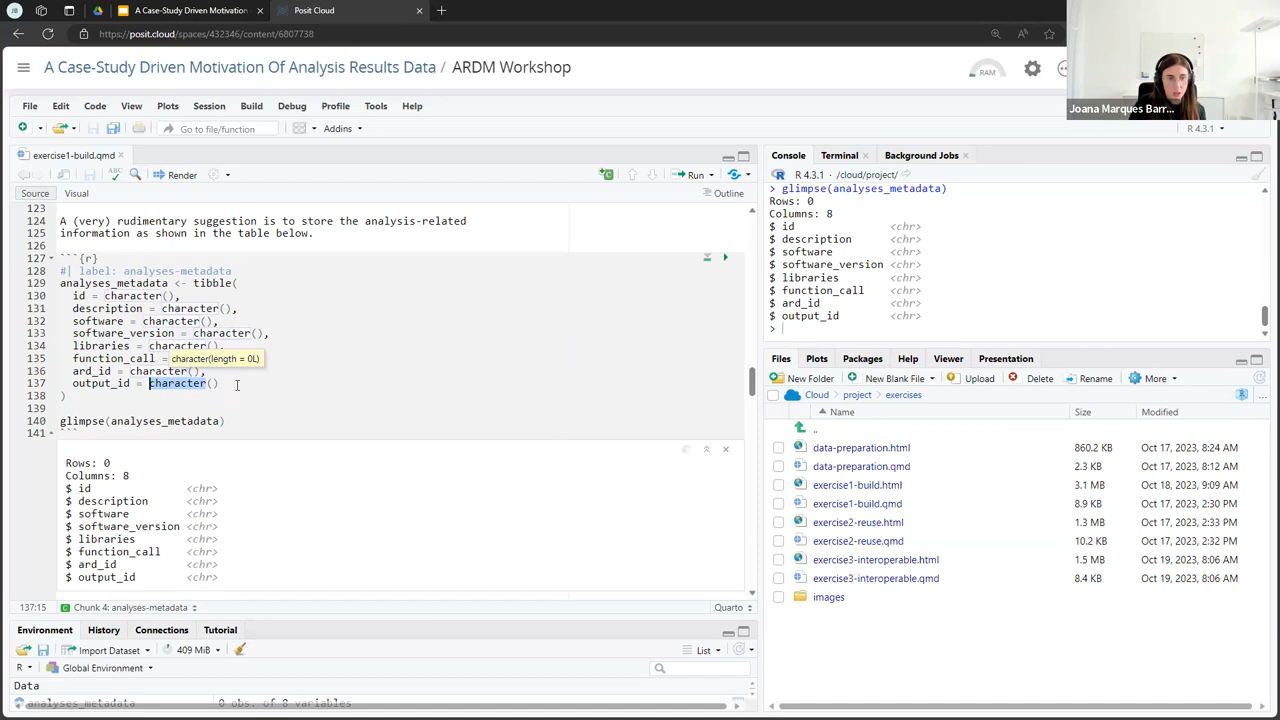 A Case-Study Driven Motivation
Posit Cloud
https://posit.cloud/spaces/432346/content/6807738
A Case-Study Driven Motivation Of Analysis Results Data / ARDM Workshop
RAM
Joana Marques Barr...
File Edit Code View Plots Session Build Debug Profile Tools Help
Go to file/function
Addins
R 4.3.1
exercise1-build.qmd
Render
Run
Source Visual
Outline
123
124 A (very) rudimentary suggestion is to store the analysis-related
125 information as shown in the table below.
126
127 ```{r}
128 #| label: analyses-metadata
129 analyses_metadata <- tibble(
130 id = character(),
131 description = character(),
132 software = character(),
133 software_version = character(),
134 libraries = character(),
135 function_call = character(length = 0L)
136 ard_id = character(),
137 output_id = character()
138 )
139
140 glimpse(analyses_metadata)
141 ```
Rows: 0
Columns: 8
$ id <chr>
$ description <chr>
$ software <chr>
$ software_version <chr>
$ libraries <chr>
$ function_call <chr>
$ ard_id <chr>
$ output_id <chr>
137:15 Chunk 4: analyses-metadata Quarto
Environment History Connections Tutorial
Import Dataset 409 MiB List
R Global Environment
Data
analyses_metadata 0 obs. of 8 variables
Console Terminal Background Jobs
R 4.3.1 · /cloud/project/
> glimpse(analyses_metadata)
Rows: 0
Columns: 8
$ id <chr>
$ description <chr>
$ software <chr>
$ software_version <chr>
$ libraries <chr>
$ function_call <chr>
$ ard_id <chr>
$ output_id <chr>
>
Files Plots Packages Help Viewer Presentation
New Folder New Blank File Upload Delete Rename More
Cloud project exercises
Name Size Modified
..
data-preparation.html 860.2 KB Oct 17, 2023, 8:24 AM
data-preparation.qmd 2.3 KB Oct 17, 2023, 8:12 AM
exercise1-build.html 3.1 MB Oct 18, 2023, 9:09 AM
exercise1-build.qmd 8.9 KB Oct 17, 2023, 2:30 PM
exercise2-reuse.html 1.3 MB Oct 17, 2023, 2:33 PM
exercise2-reuse.qmd 10.2 KB Oct 17, 2023, 2:32 PM
exercise3-interoperable.html 1.5 MB Oct 19, 2023, 8:06 AM
exercise3-interoperable.qmd 8.4 KB Oct 19, 2023, 8:06 AM
images